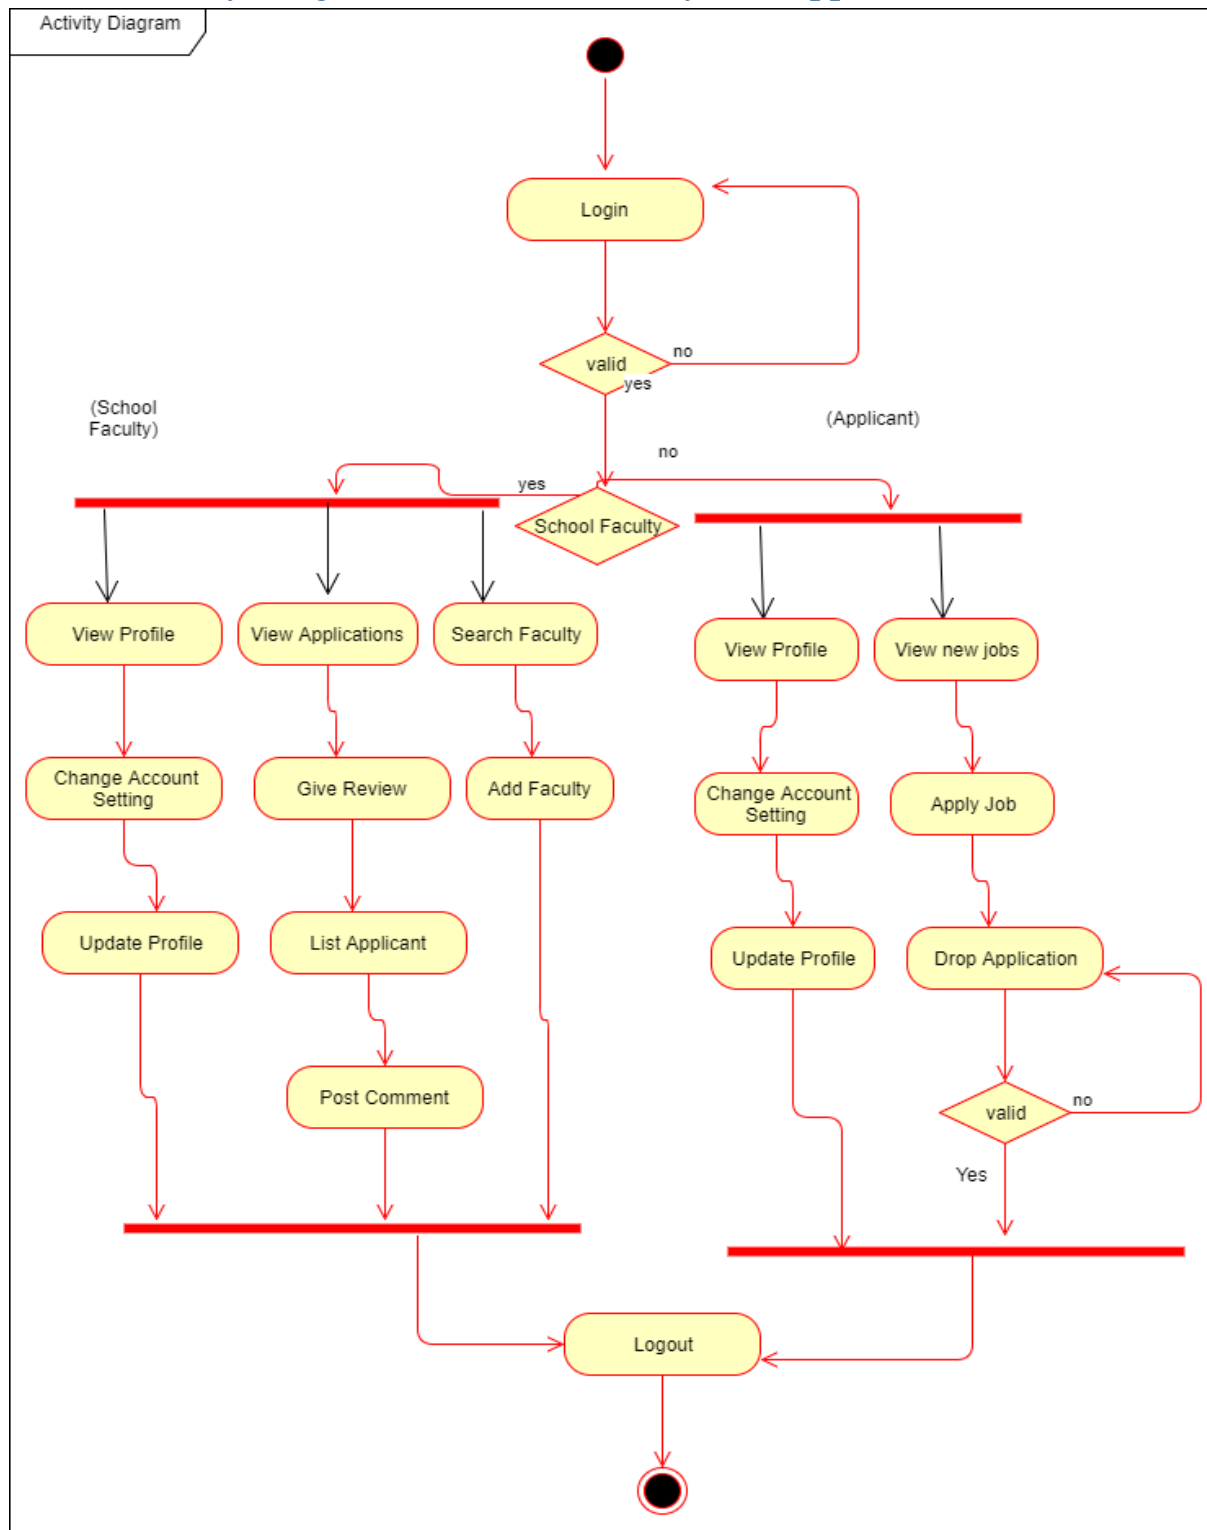 Activity Diagram
Login
valid
no
yes
(School
Faculty)
(Applicant)
no
yes
School Faculty
View Profile
View Applications
Search Faculty
View Profile
View new jobs
Change Account
Setting
Give Review
Add Faculty
Change Account
Setting
Apply Job
Update Profile
List Applicant
Update Profile
Drop Application
Post Comment
valid
no
Yes
Logout